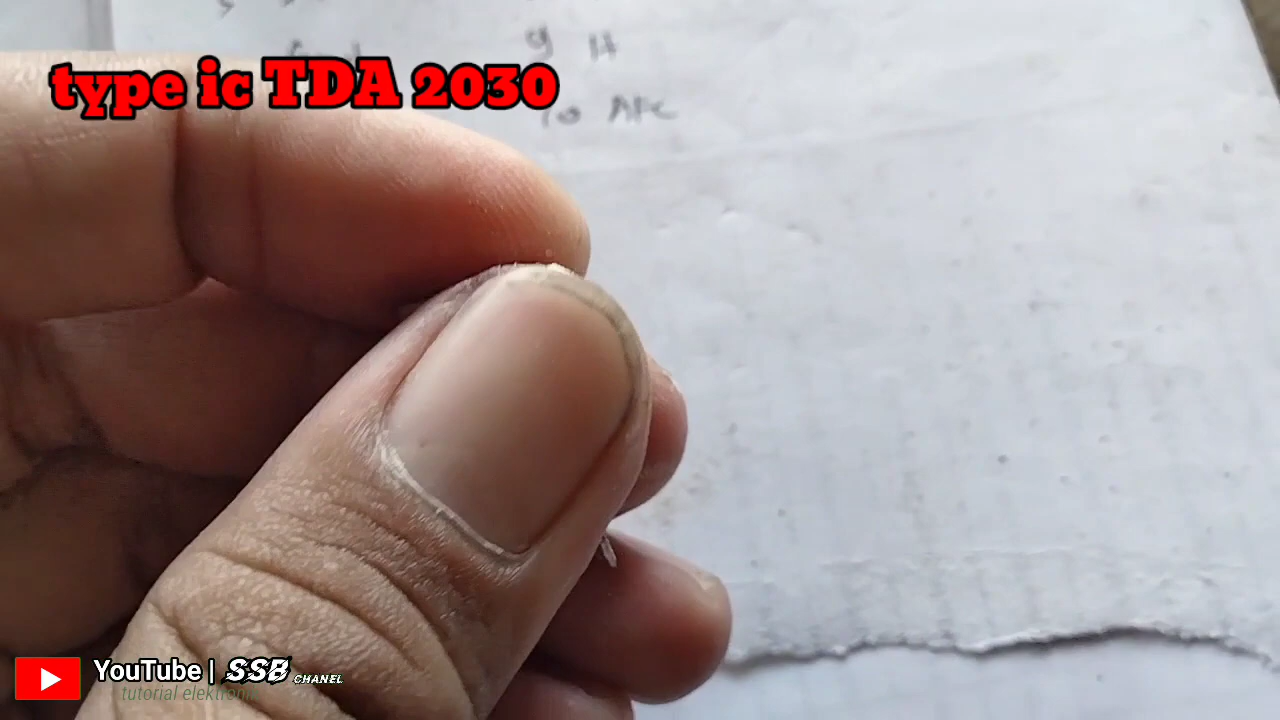 9 H
type ic TDA 2030
10 AFC
YouTube | SSB CHANEL
tutorial elektronik